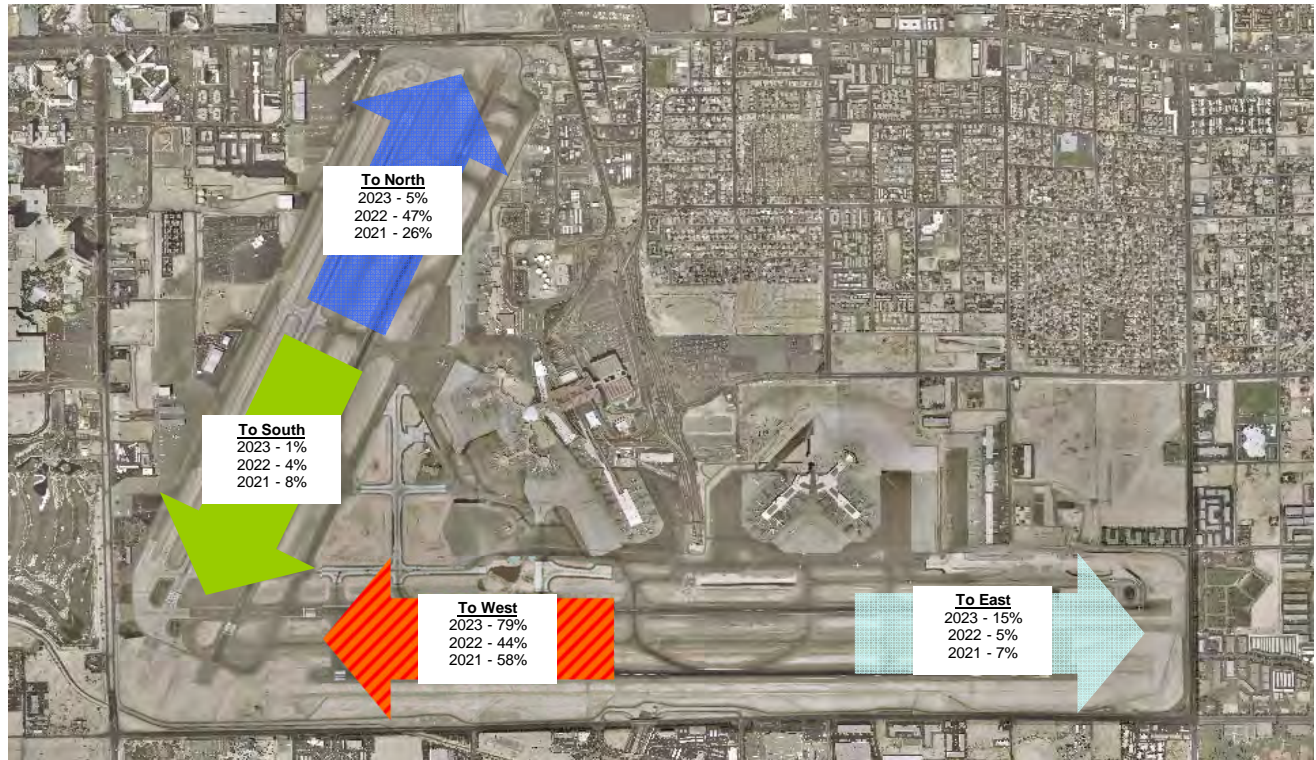 To North
2023 - 5%
2022 - 47%
2021 - 26%
To South
2023 - 1%
2022 - 4%
2021 - 8%
To West
2023 - 79%
2022 - 44%
2021 - 58%
To East
2023 - 15%
2022 - 5%
2021 - 7%